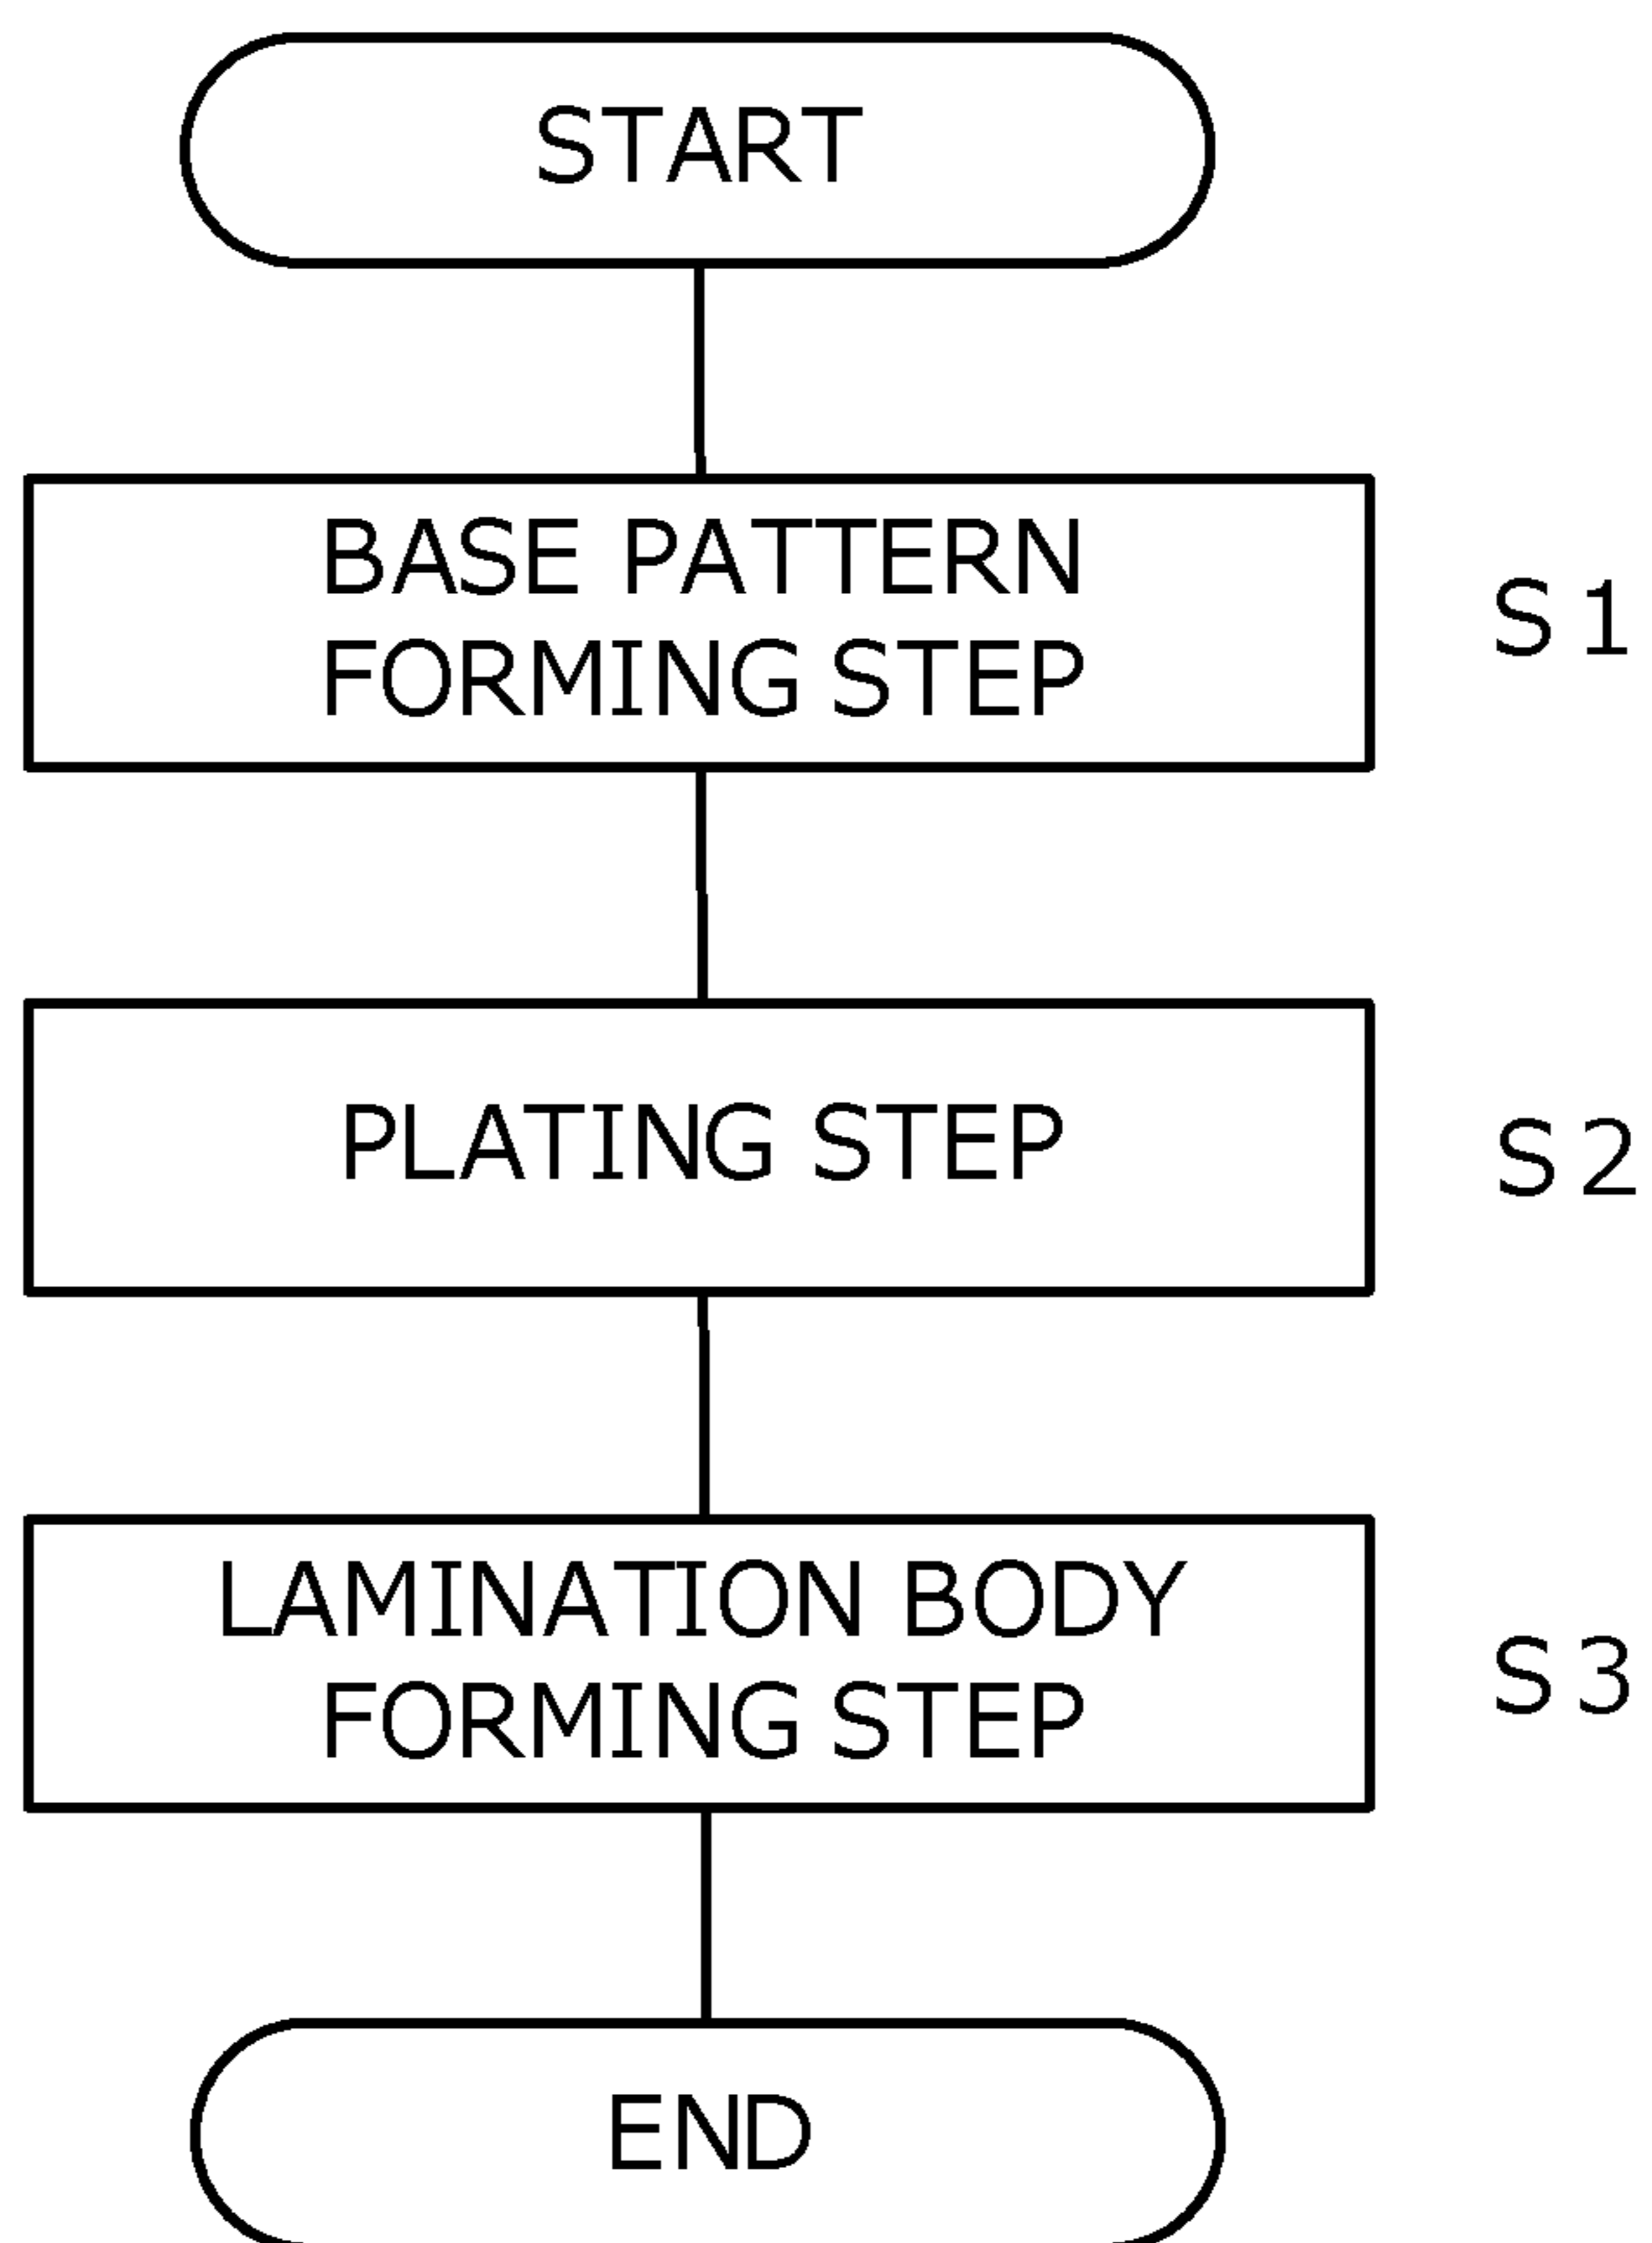 START
BASE PATTERN
FORMING STEP
S1
PLATING STEP
S2
LAMINATION BODY
FORMING STEP
S3
END